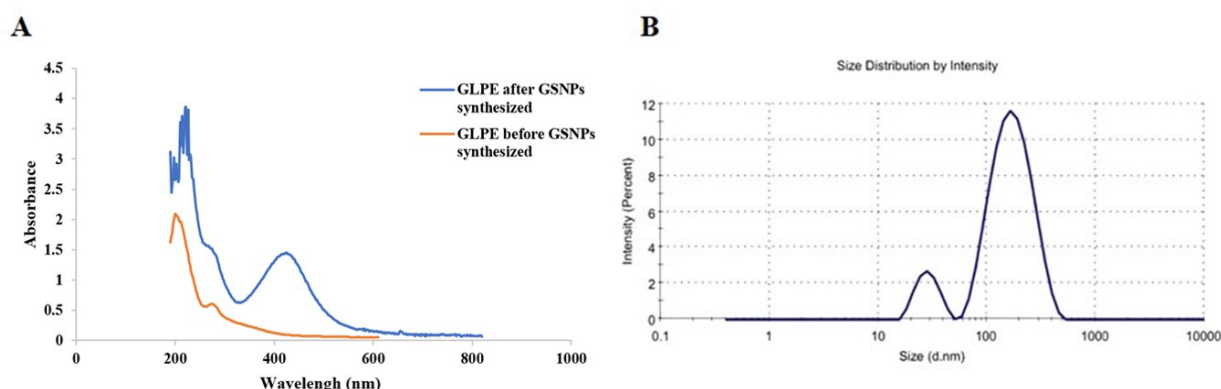 A
4.5
4
3.5
3
2.5
2
1.5
1
0.5
0
Absorbance
0
200
400
600
800
1000
Wavelengh (nm)
GLPE after GSNPs
synthesized
GLPE before GSNPs
synthesized
B
Size Distribution by Intensity
12
10
8
6
4
2
0
Intensity (Percent)
0.1
1
10
100
1000
10000
Size (d.nm)